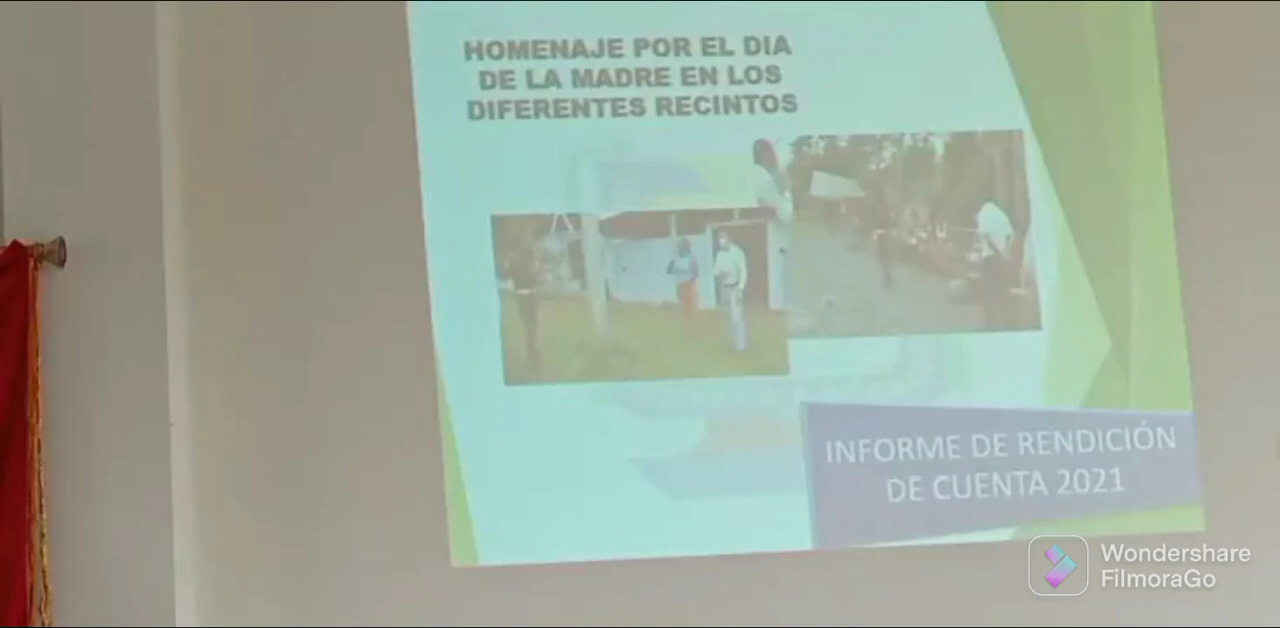 HOMENAJE POR EL DIA
DE LA MADRE EN LOS
DIFERENTES RECINTOS
INFORME DE RENDICIÓN
DE CUENTA 2021
Wondershare
FilmoraGo